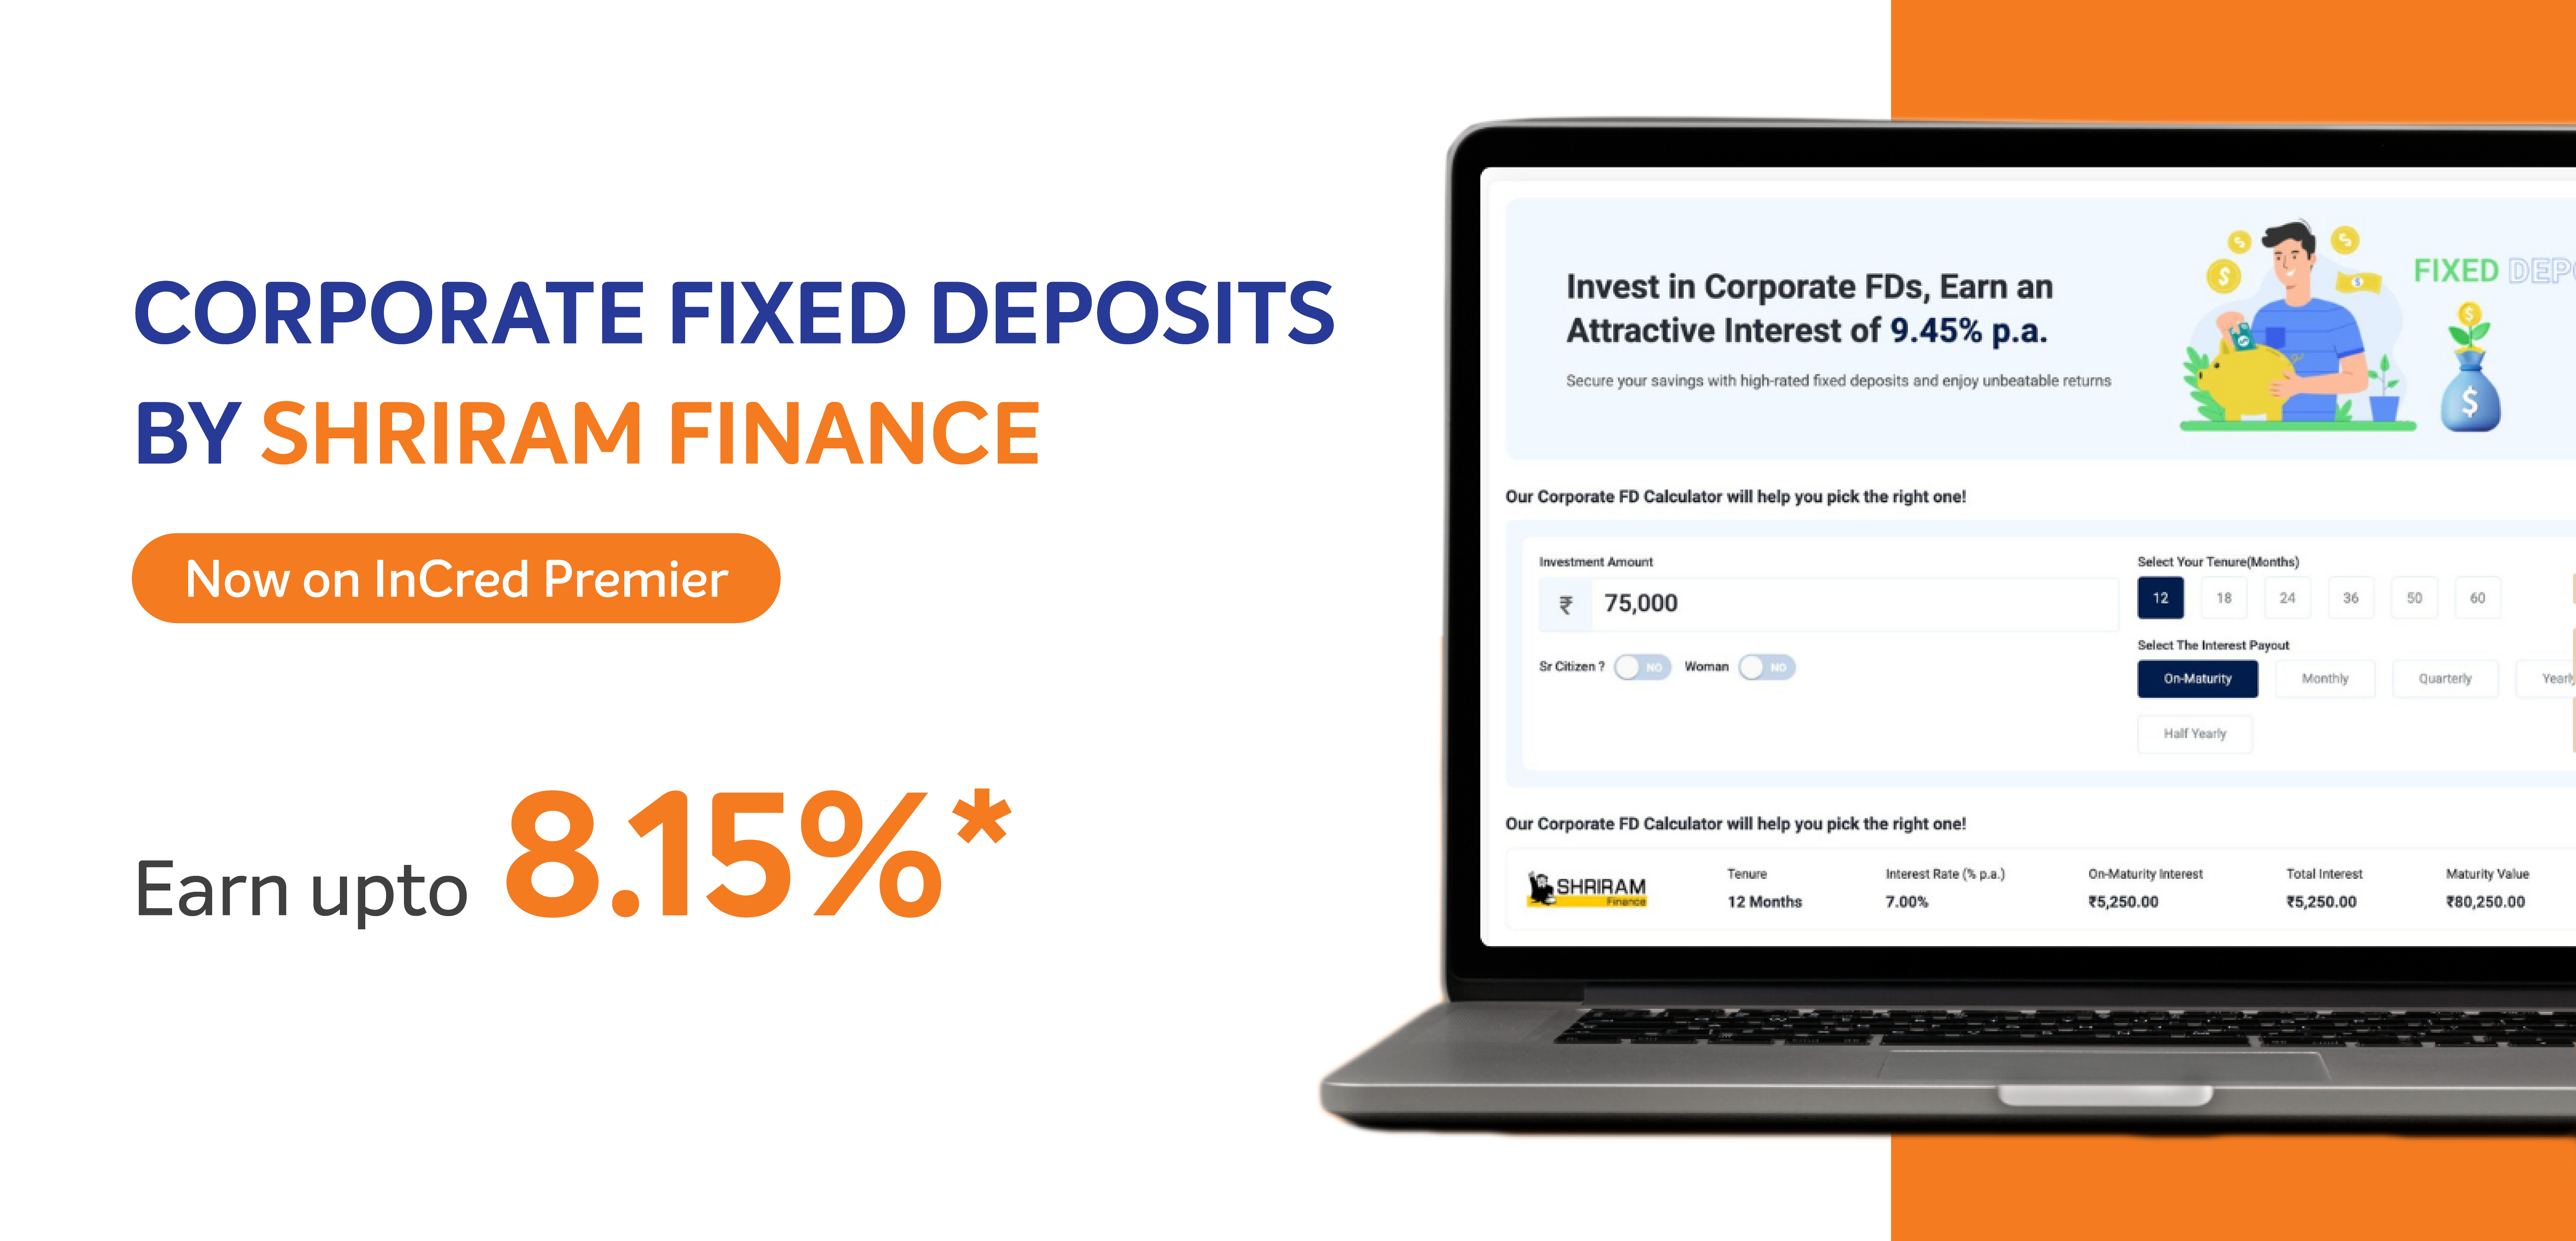 CORPORATE FIXED DEPOSITS
BY SHRIRAM FINANCE
Now on InCred Premier
Earn upto 8.15%*
Invest in Corporate FDs, Earn an
Attractive Interest of 9.45% p.a.
Secure your savings with high-rated fixed deposits and enjoy unbeatable returns
FIXED
Our Corporate FD Calculator will help you pick the right one!
Investment Amount
₹ 75,000
Sr Citizen ? NO Woman NO
Select Your Tenure(Months)
12 18 24 36 50 60
Select The Interest Payout
On-Maturity Monthly Quarterly
Half Yearly
Our Corporate FD Calculator will help you pick the right one!
SHRIRAM
Finance
Tenure Interest Rate (% p.a.) On-Maturity Interest Total Interest Maturity Value
12 Months 7.00% ₹5,250.00 ₹5,250.00 ₹80,250.00